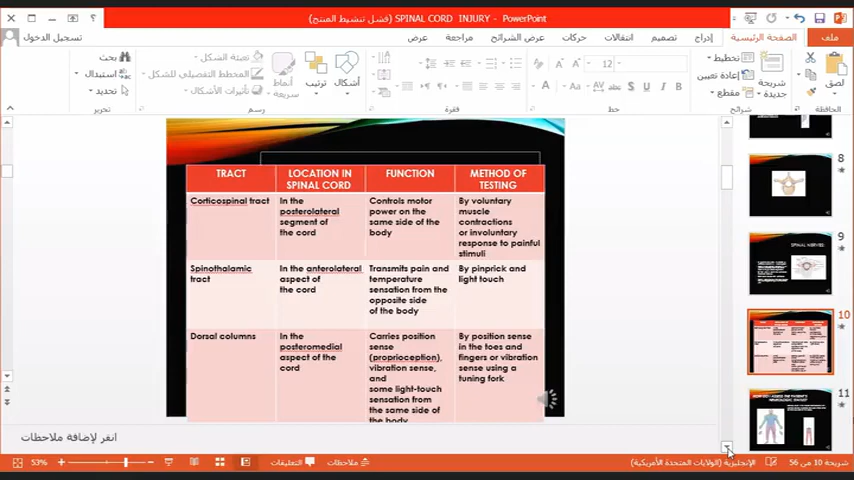 SPINAL CORD  INJURY - PowerPoint (فشل تنشيط المنتج)
ملف
الصفحة الرئيسية
إدراج
تصميم
انتقالات
حركات
عرض الشرائح
مراجعة
عرض
تسجيل الدخول
لصق
الحافظة
شريحة
جديدة
تخطيط
إعادة تعيين
مقطع
شرائح
12
خط
فقرة
أشكال
ترتيب
أنماط
سريعة
تعبئة الشكل
المخطط التفصيلي للشكل
تأثيرات الأشكال
رسم
بحث
استبدال
تحديد
تحرير
TRACT
LOCATION IN
SPINAL CORD
FUNCTION
METHOD OF
TESTING
Corticospinal tract
In the
posterolateral
segment of
the cord
Controls motor
power on the
same side of the
body
By voluntary
muscle
contractions
or involuntary
response to painful
stimuli
Spinothalamic
tract
In the anterolateral
aspect of
the cord
Transmits pain and
temperature
sensation from the
opposite side
of the body
By pinprick and
light touch
Dorsal columns
In the
posteromedial
aspect of the
cord
Carries position
sense
(proprioception),
vibration sense,
and
some light-touch
sensation from
the same side of
the body
By position sense
in the toes and
fingers or vibration
sense using a
tuning fork
8
9
SPINAL NERVES
10
11
انقر لإضافة ملاحظات
شريحة 10 من 56
الإنجليزية (الولايات المتحدة الأمريكية)
ملاحظات
التعليقات
53%